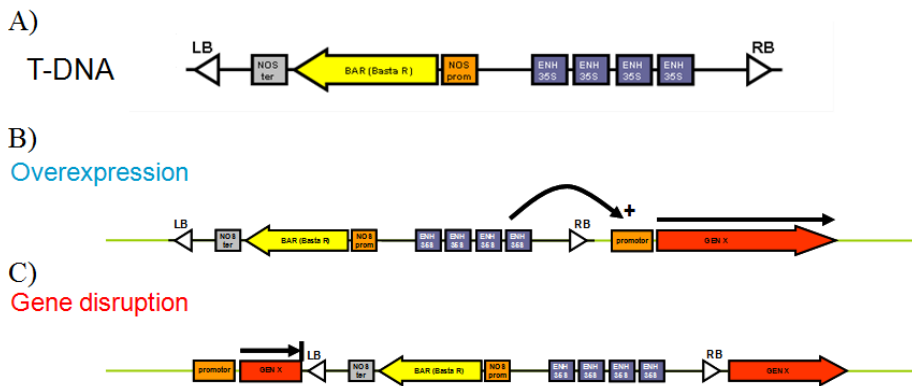 A)
T-DNA
LB
NOS ter
BAR (Basta R)
NOS prom
ENH 35S
ENH 35S
ENH 35S
ENH 35S
RB
B)
Overexpression
LB
NOS ter
BAR (Basta R)
NOS prom
ENH 35S
ENH 35S
ENH 35S
ENH 35S
RB
+
promotor
GEN X
C)
Gene disruption
promotor
GEN X
LB
NOS ter
BAR (Basta R)
NOS prom
ENH 35S
ENH 35S
ENH 35S
ENH 35S
RB
GEN X